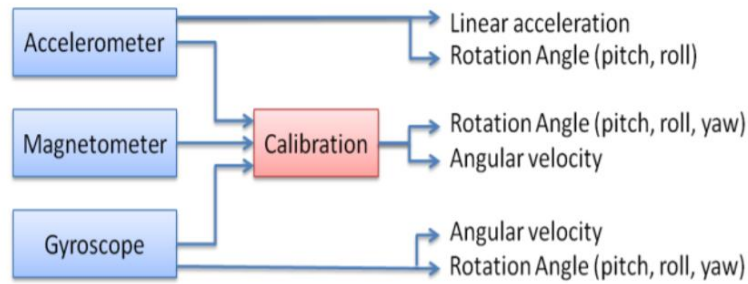 Accelerometer
Linear acceleration
Rotation Angle (pitch, roll)
Magnetometer
Calibration
Rotation Angle (pitch, roll, yaw)
Angular velocity
Gyroscope
Angular velocity
Rotation Angle (pitch, roll, yaw)